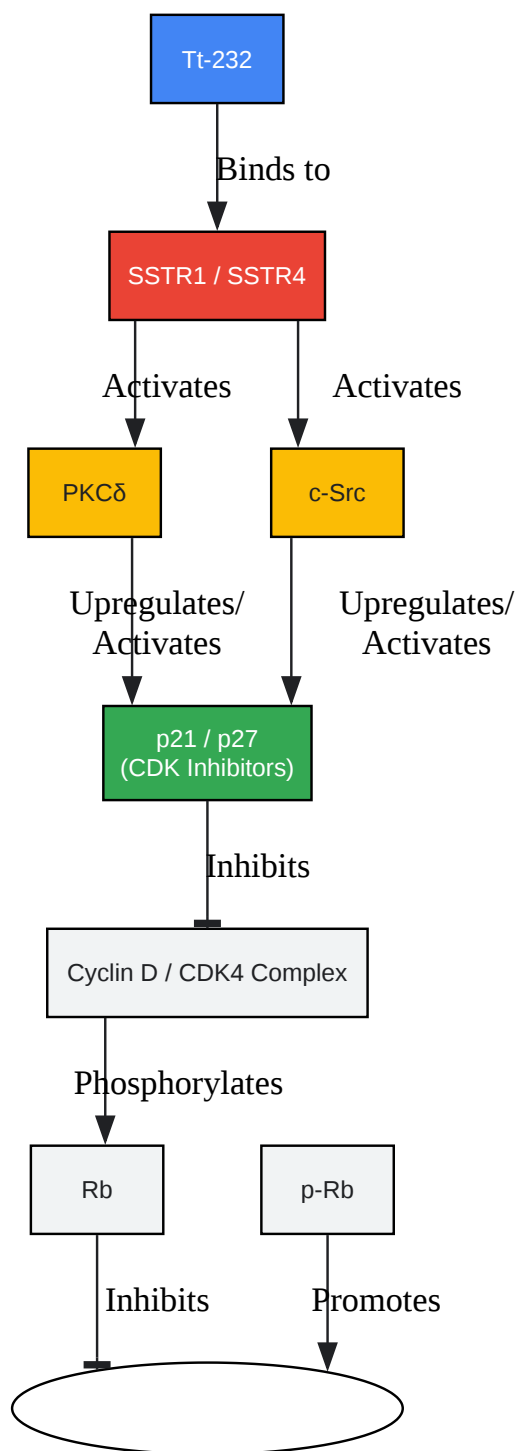 Tt-232
Binds to
SSTR1 / SSTR4
Activates
Activates
PKCδ
c-Src
Upregulates/
Activates
Upregulates/
Activates
p21 / p27
(CDK Inhibitors)
Inhibits
Cyclin D / CDK4 Complex
Phosphorylates
Rb
p-Rb
Inhibits
Promotes